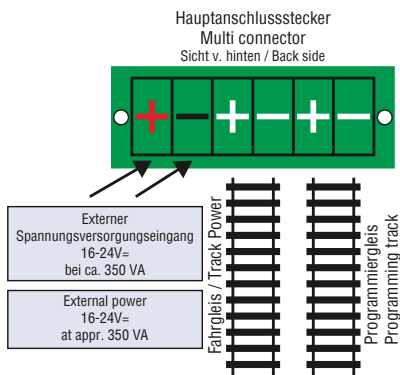 Hauptanschlussstecker
Multi connector
Sicht v. hinten / Back side
+ − + − + −
Externer
Spannungsversorgungseingang
16-24V=
bei ca. 350 VA
External power
16-24V=
at appr. 350 VA
Fahrgleis / Track Power
Programmiergleis
Programming track